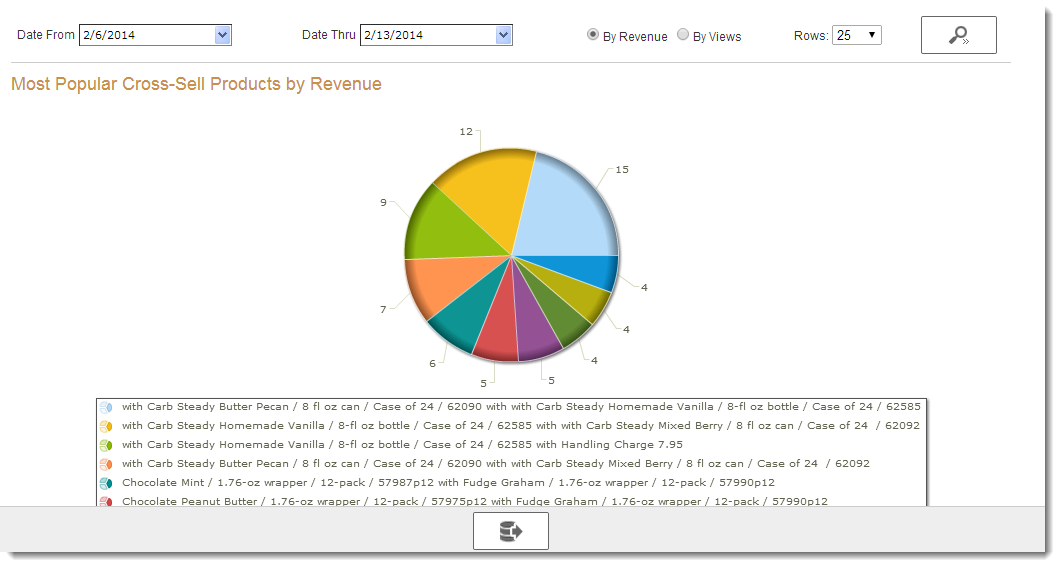 Date From 2/6/2014 Date Thru 2/13/2014 By Revenue By Views Rows: 25
Most Popular Cross-Sell Products by Revenue
12
15
9
4
7
4
6
4
5
5
with Carb Steady Butter Pecan / 8 fl oz can / Case of 24 / 62090 with with Carb Steady Homemade Vanilla / 8-fl oz bottle / Case of 24 / 62585
with Carb Steady Homemade Vanilla / 8-fl oz bottle / Case of 24 / 62585 with with Carb Steady Mixed Berry / 8 fl oz can / Case of 24 / 62092
with Carb Steady Homemade Vanilla / 8-fl oz bottle / Case of 24 / 62585 with Handling Charge 7.95
with Carb Steady Butter Pecan / 8 fl oz can / Case of 24 / 62090 with with Carb Steady Mixed Berry / 8 fl oz can / Case of 24 / 62092
Chocolate Mint / 1.76-oz wrapper / 12-pack / 57987p12 with Fudge Graham / 1.76-oz wrapper / 12-pack / 57990p12
Chocolate Peanut Butter / 1.76-oz wrapper / 12-pack / 57975p12 with Fudge Graham / 1.76-oz wrapper / 12-pack / 57990p12